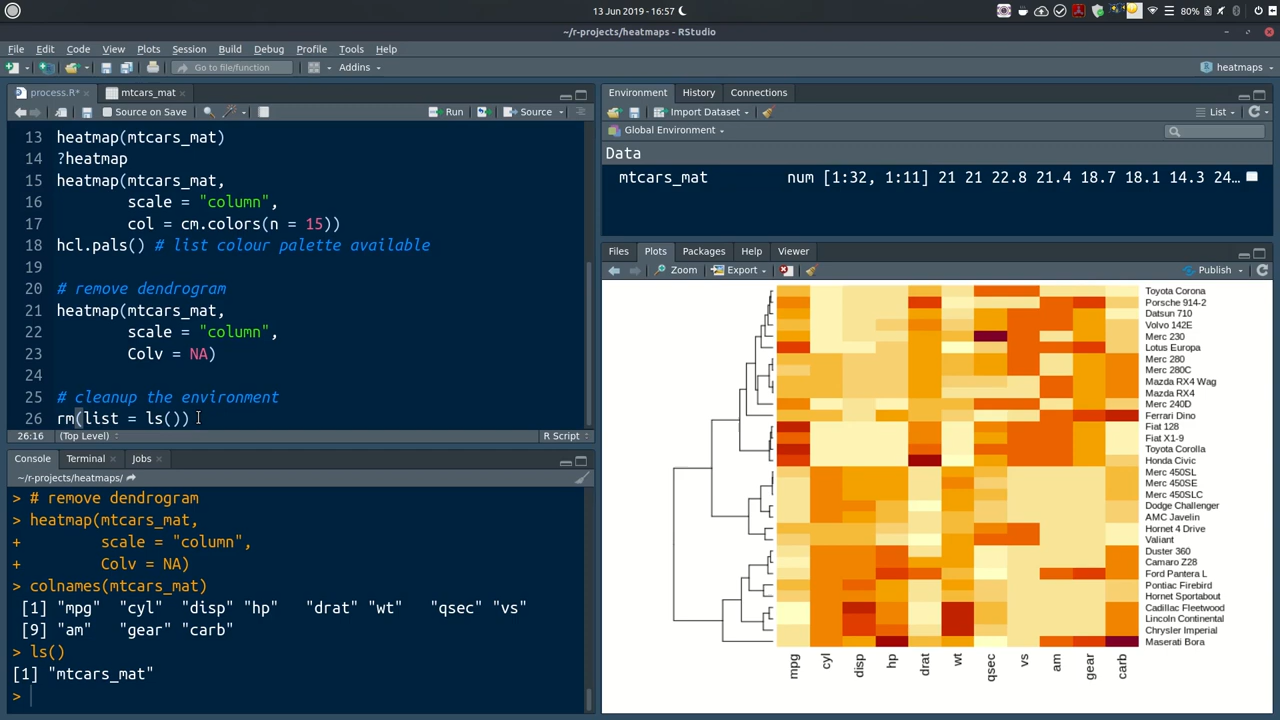 13 Jun 2019 - 16:57
80%
~/r-projects/heatmaps - RStudio
File Edit Code View Plots Session Build Debug Profile Tools Help
Go to file/function
Addins
heatmaps
process.R*
mtcars_mat
Source on Save
Run
Source
13 heatmap(mtcars_mat)
14 ?heatmap
15 heatmap(mtcars_mat,
16 scale = "column",
17 col = cm.colors(n = 15))
18 hcl.pals() # list colour palette available
19
20 # remove dendrogram
21 heatmap(mtcars_mat,
22 scale = "column",
23 Colv = NA)
24
25 # cleanup the environment
26 rm(list = ls())
26:16 (Top Level) R Script
Console Terminal Jobs
~/r-projects/heatmaps/
> # remove dendrogram
> heatmap(mtcars_mat,
+ scale = "column",
+ Colv = NA)
> colnames(mtcars_mat)
[1] "mpg" "cyl" "disp" "hp" "drat" "wt" "qsec" "vs"
[9] "am" "gear" "carb"
> ls()
[1] "mtcars_mat"
>
Environment History Connections
Import Dataset
List
Global Environment
Data
mtcars_mat num [1:32, 1:11] 21 21 22.8 21.4 18.7 18.1 14.3 24…
Files Plots Packages Help Viewer
Zoom Export Publish
Toyota Corona
Porsche 914-2
Datsun 710
Volvo 142E
Merc 230
Lotus Europa
Merc 280
Merc 280C
Mazda RX4 Wag
Mazda RX4
Merc 240D
Ferrari Dino
Fiat 128
Fiat X1-9
Toyota Corolla
Honda Civic
Merc 450SL
Merc 450SE
Merc 450SLC
Dodge Challenger
AMC Javelin
Hornet 4 Drive
Valiant
Duster 360
Camaro Z28
Ford Pantera L
Pontiac Firebird
Hornet Sportabout
Cadillac Fleetwood
Lincoln Continental
Chrysler Imperial
Maserati Bora
mpg
cyl
disp
hp
drat
wt
qsec
vs
am
gear
carb